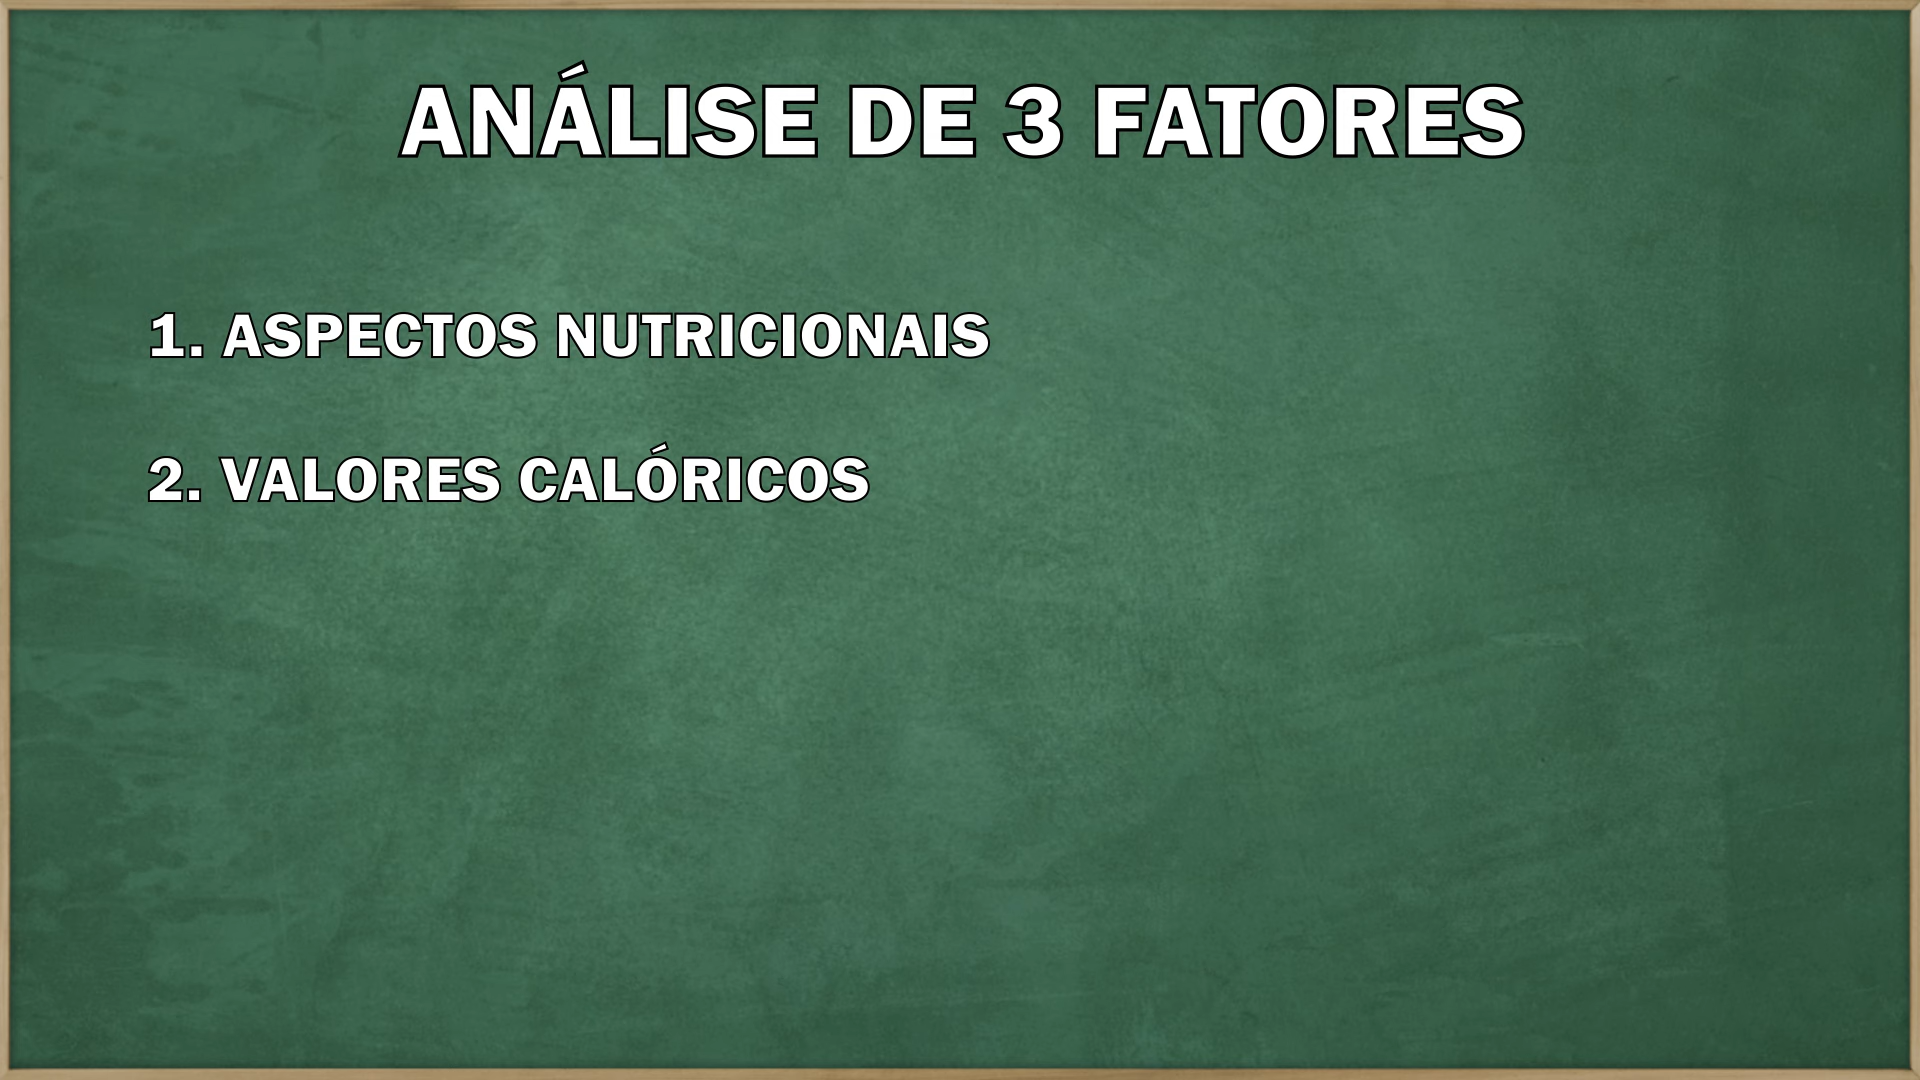 ANÁLISE DE 3 FATORES
1. ASPECTOS NUTRICIONAIS
2. VALORES CALÓRICOS